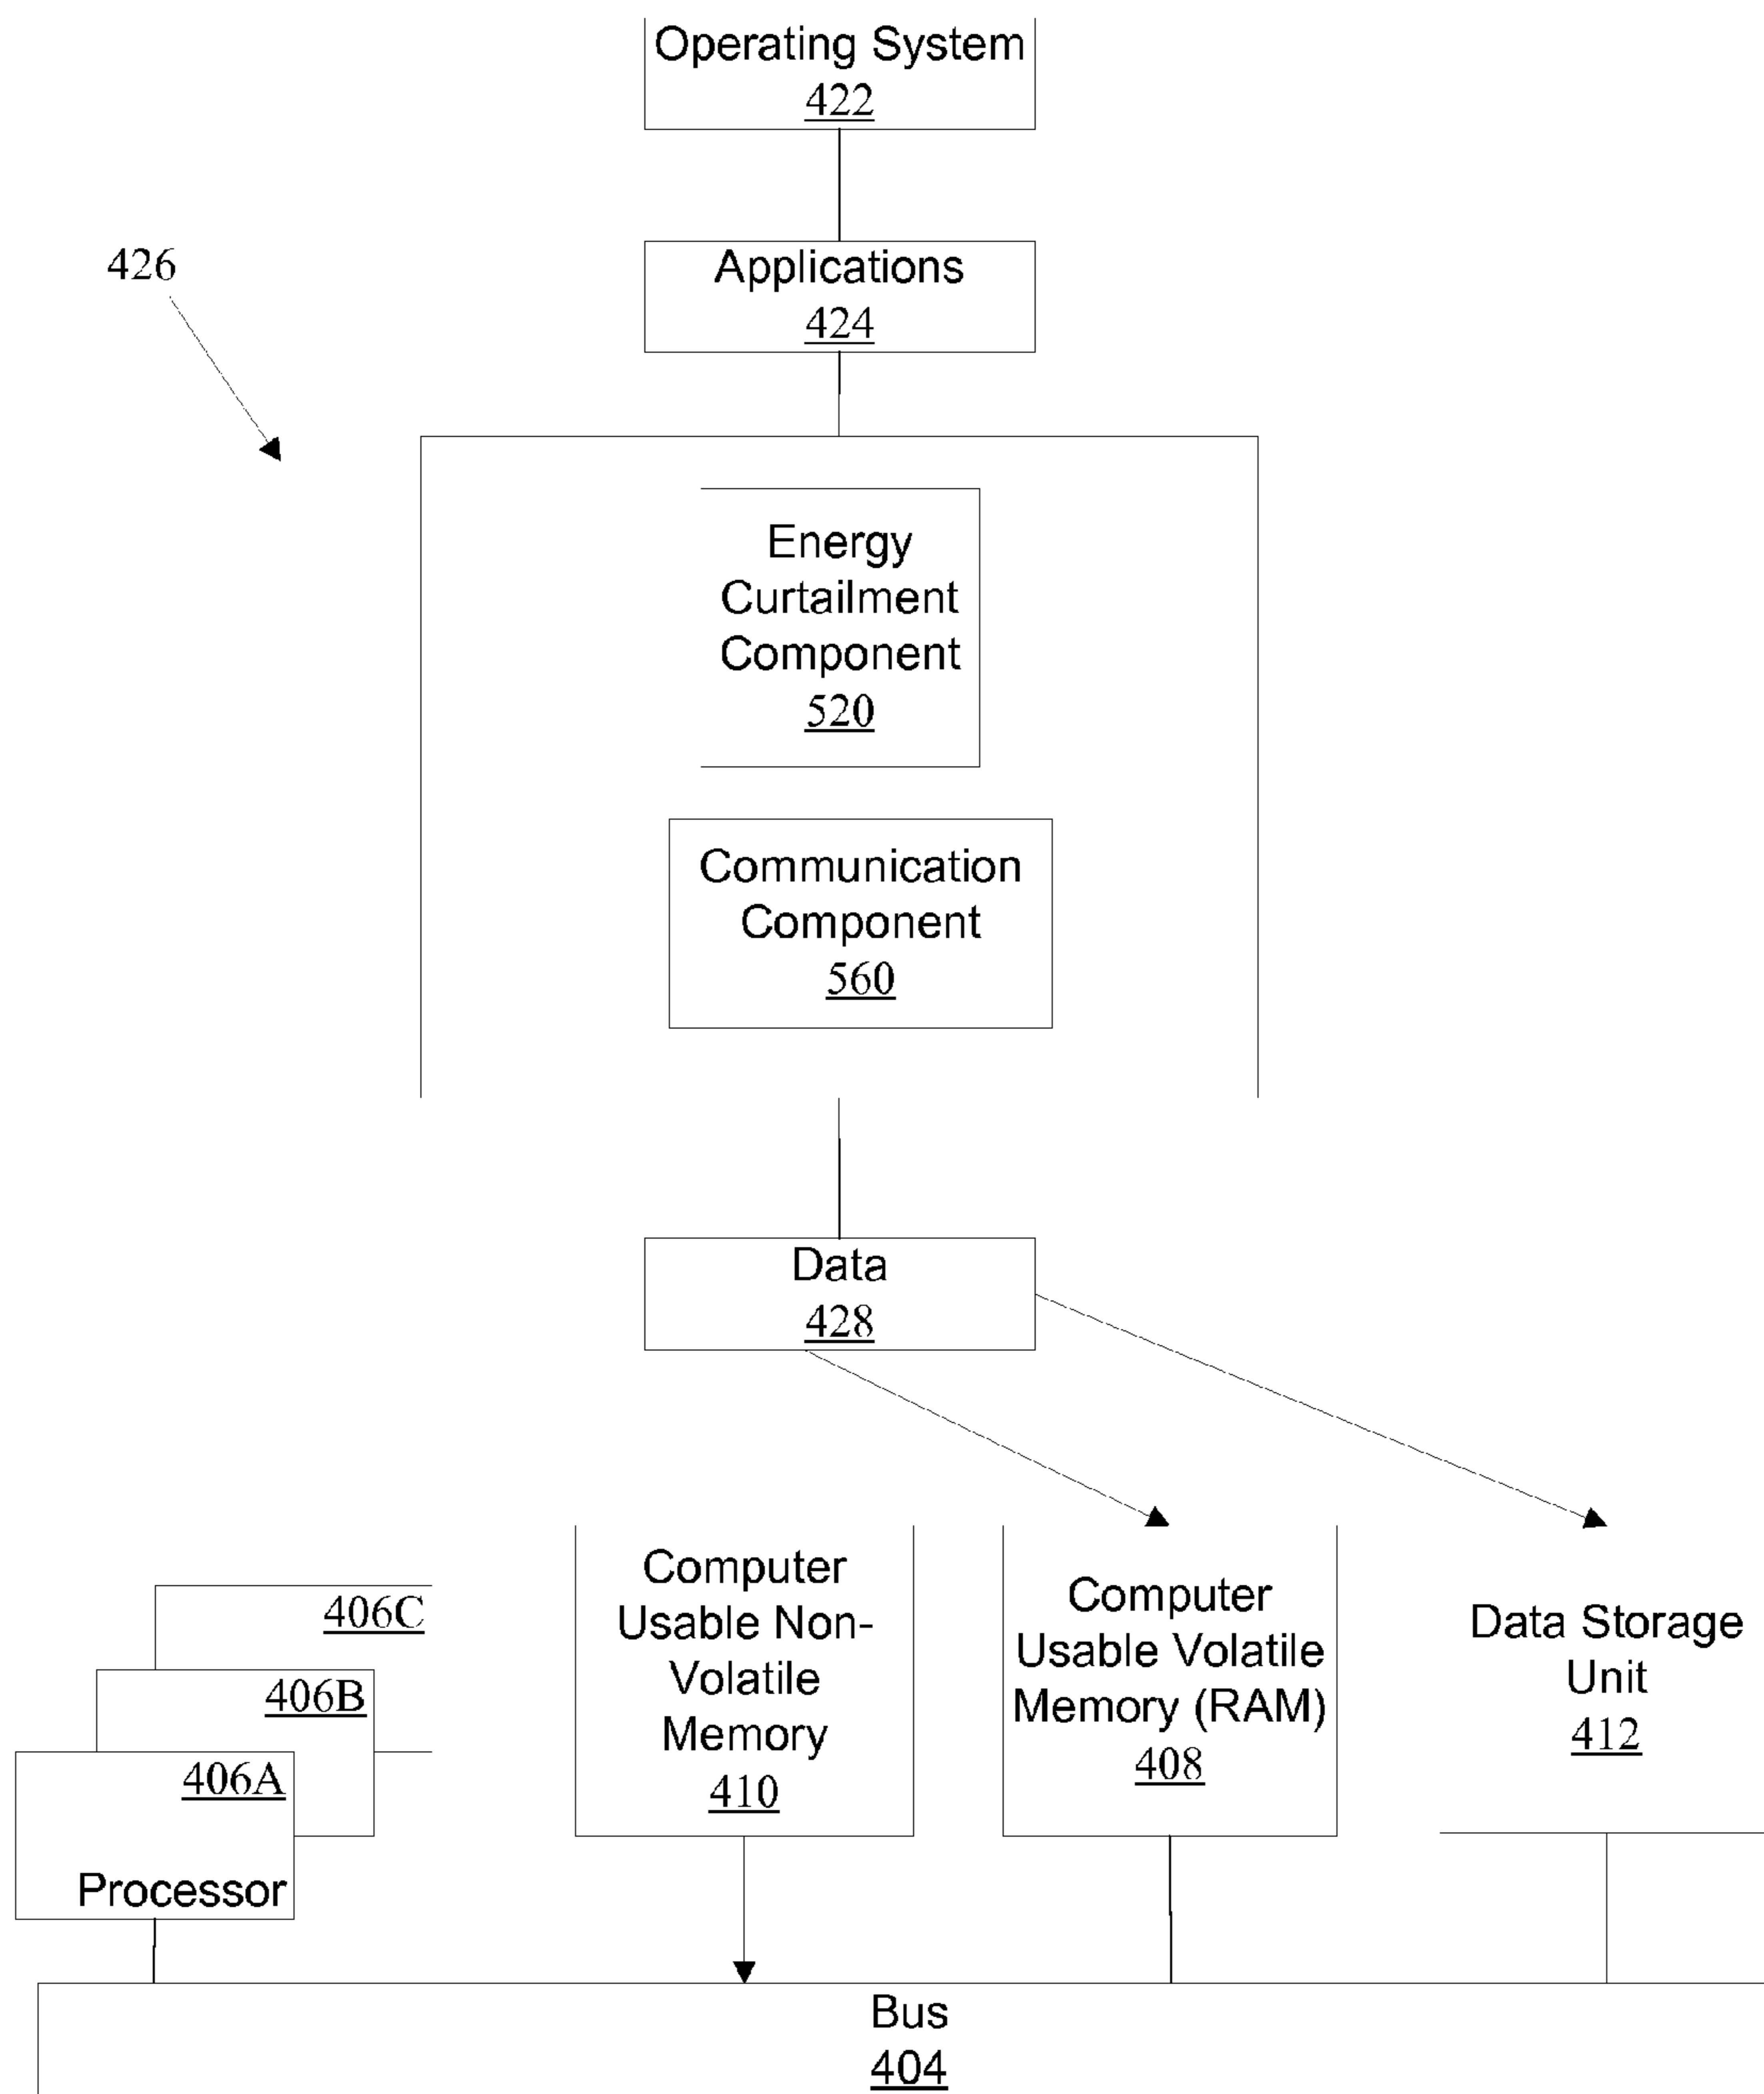 Operating System
422
426
Applications
424
Energy
Curtailment
Component
520
Communication
Component
560
Data
428
406C
406B
406A
Processor
Computer
Usable Non-
Volatile
Memory
410
Computer
Usable Volatile
Memory (RAM)
408
Data Storage
Unit
412
Bus
404